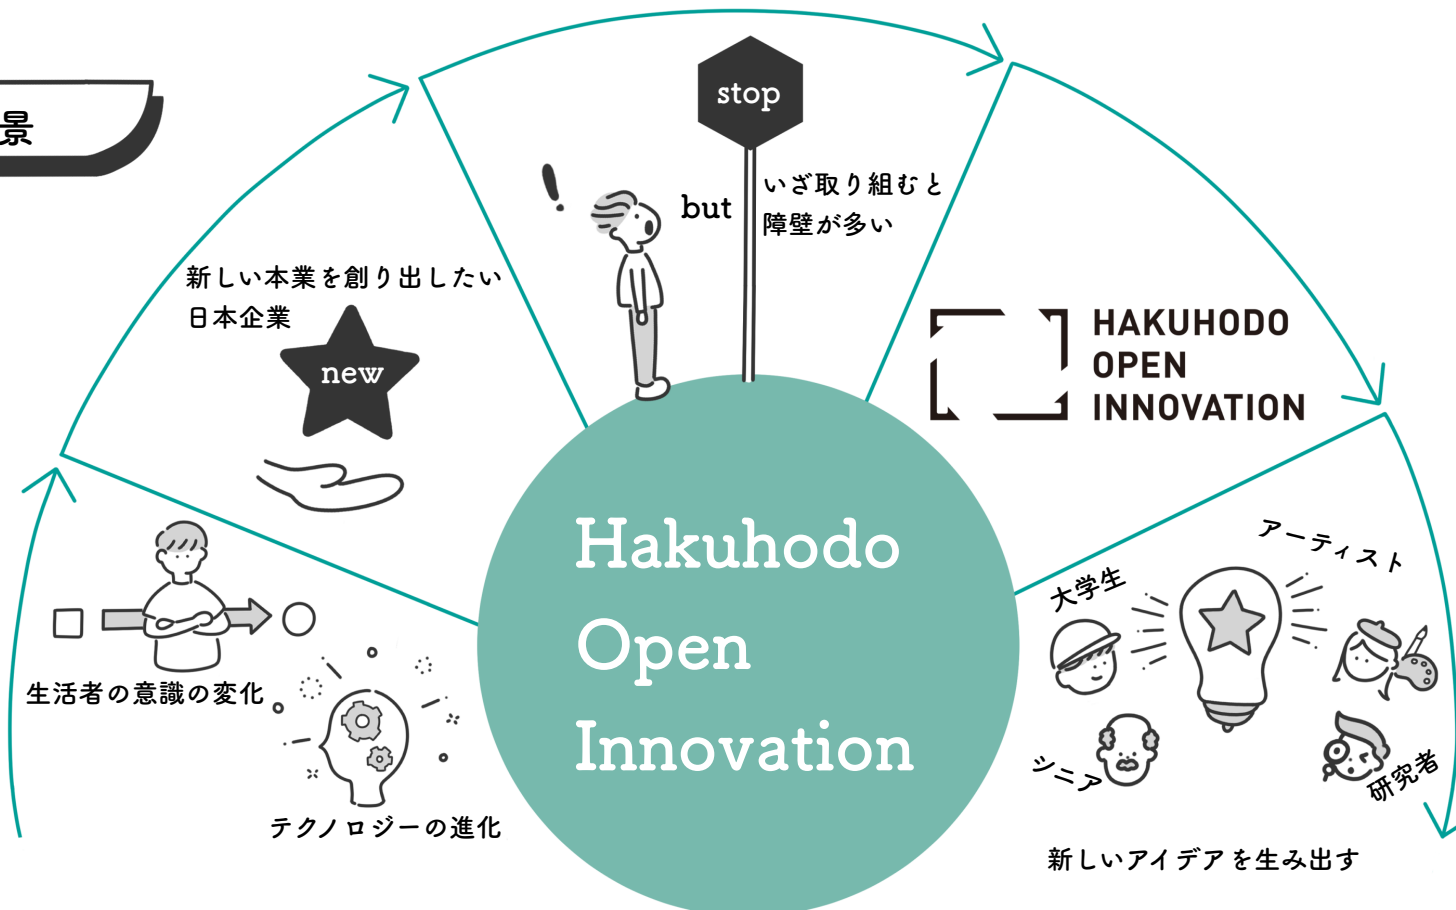 景
生活者の意識の変化
テクノロジーの進化
新しい本業を創り出したい
日本企業
new
stop
but
いざ取り組むと
障壁が多い
HAKUHODO
OPEN
INNOVATION
大学生
アーティスト
シニア
研究者
新しいアイデアを生み出す
Hakuhodo
Open
Innovation